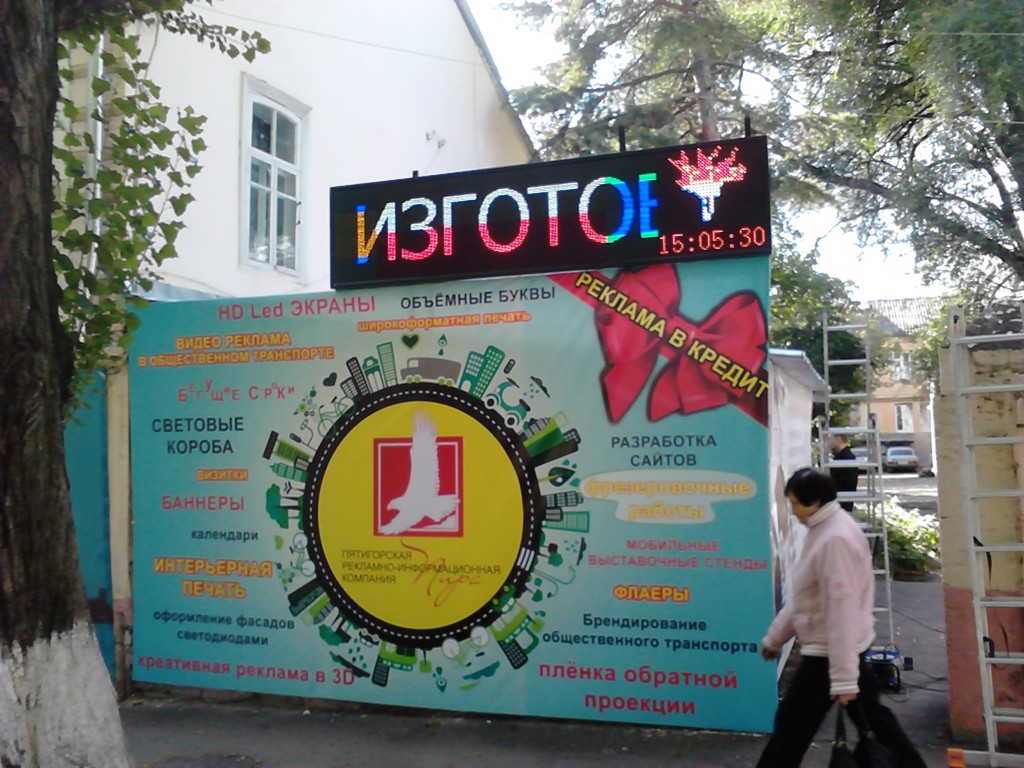 ИЗГОТОВ
15:05:30
HD Led ЭКРАНЫ
ОБЪЁМНЫЕ БУКВЫ
широкоформатная печать
РЕКЛАМА В КРЕДИТ
ВИДЕО РЕКЛАМА
В ОБЩЕСТВЕННОМ ТРАНСПОРТЕ
БеГУЩИЕ СтРОКИ
СВЕТОВЫЕ
КОРОБА
ВИЗИТКИ
БАННЕРЫ
календари
ИНТЕРЬЕРНАЯ
ПЕЧАТЬ
оформление фасадов
светодиодами
креативная реклама в 3D
ПЯТИГОРСКАЯ
РЕКЛАМНО-ИНФОРМАЦИОННАЯ
КОМПАНИЯ
Пира
РАЗРАБОТКА
САЙТОВ
фрезеровочные
работы
МОБИЛЬНЫЕ
ВЫСТАВОЧНЫЕ СТЕНДЫ
ФЛАЕРЫ
Брендирование
общественного транспорта
плёнка обратной
проекции